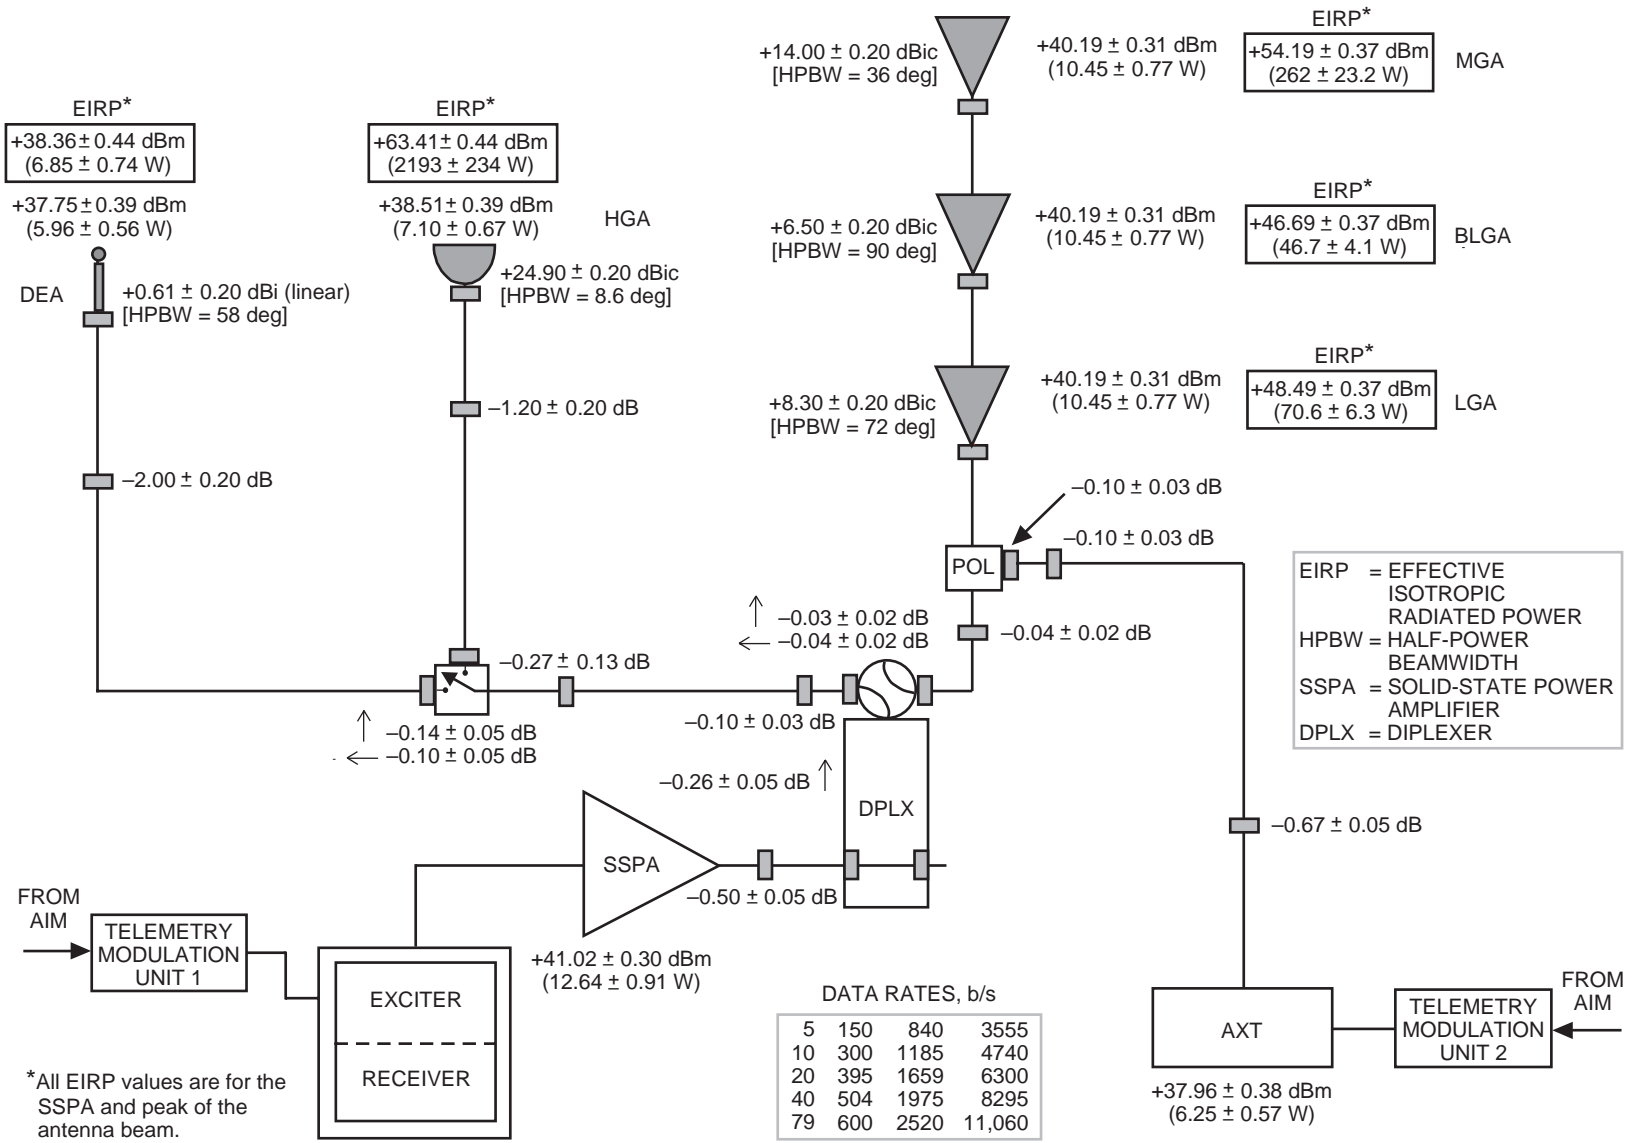 EIRP*
+54.19 ± 0.37 dBm
(262 ± 23.2 W)
MGA
+14.00 ± 0.20 dBic
[HPBW = 36 deg]
+40.19 ± 0.31 dBm
(10.45 ± 0.77 W)
EIRP*
+38.36 ± 0.44 dBm
(6.85 ± 0.74 W)
+37.75 ± 0.39 dBm
(5.96 ± 0.56 W)
DEA
+0.61 ± 0.20 dBi (linear)
[HPBW = 58 deg]
EIRP*
+63.41 ± 0.44 dBm
(2193 ± 234 W)
+38.51 ± 0.39 dBm
(7.10 ± 0.67 W)
HGA
+24.90 ± 0.20 dBic
[HPBW = 8.6 deg]
+6.50 ± 0.20 dBic
[HPBW = 90 deg]
+40.19 ± 0.31 dBm
(10.45 ± 0.77 W)
EIRP*
+46.69 ± 0.37 dBm
(46.7 ± 4.1 W)
BLGA
+8.30 ± 0.20 dBic
[HPBW = 72 deg]
+40.19 ± 0.31 dBm
(10.45 ± 0.77 W)
EIRP*
+48.49 ± 0.37 dBm
(70.6 ± 6.3 W)
LGA
–1.20 ± 0.20 dB
–2.00 ± 0.20 dB
–0.10 ± 0.03 dB
–0.10 ± 0.03 dB
POL
–0.03 ± 0.02 dB
–0.04 ± 0.02 dB
–0.04 ± 0.02 dB
–0.27 ± 0.13 dB
–0.14 ± 0.05 dB
–0.10 ± 0.05 dB
–0.10 ± 0.03 dB
–0.26 ± 0.05 dB
DPLX
EIRP = EFFECTIVE
ISOTROPIC
RADIATED POWER
HPBW = HALF-POWER
BEAMWIDTH
SSPA = SOLID-STATE POWER
AMPLIFIER
DPLX = DIPLEXER
–0.67 ± 0.05 dB
SSPA
–0.50 ± 0.05 dB
+41.02 ± 0.30 dBm
(12.64 ± 0.91 W)
FROM
AIM
TELEMETRY
MODULATION
UNIT 1
EXCITER
RECEIVER
*All EIRP values are for the
SSPA and peak of the
antenna beam.
DATA RATES, b/s
5 150 840 3555
10 300 1185 4740
20 395 1659 6300
40 504 1975 8295
79 600 2520 11,060
AXT
+37.96 ± 0.38 dBm
(6.25 ± 0.57 W)
TELEMETRY
MODULATION
UNIT 2
FROM
AIM